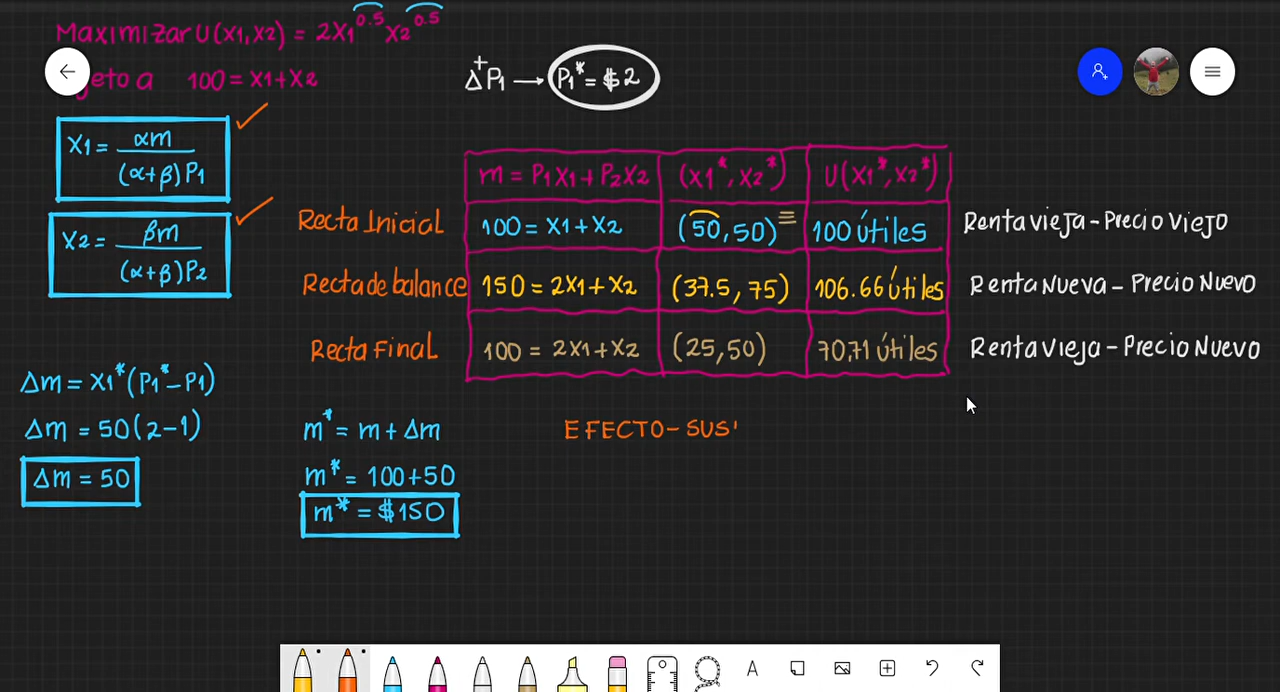 Maximizar U(x1,x2) = 2x1^0.5 x2^0.5
jeto a 100 = x1+x2
Δ⁺P1 → P1* = $2
x1 = αm / (α+β)P1
x2 = βm / (α+β)P2
m = P1x1 + P2x2 (x1*, x2*) U(x1*, x2*)
Recta Inicial 100 = x1 + x2 (50, 50) 100 útiles Renta vieja - Precio Viejo
Recta de balance 150 = 2x1 + x2 (37.5, 75) 106.66 útiles Renta Nueva - Precio Nuevo
Recta Final 100 = 2x1 + x2 (25, 50) 70.71 útiles Renta Vieja - Precio Nuevo
Δm = x1*(P1* - P1)
Δm = 50(2-1)
Δm = 50
m* = m + Δm
m* = 100+50
m* = $150
EFECTO-SUS'
A